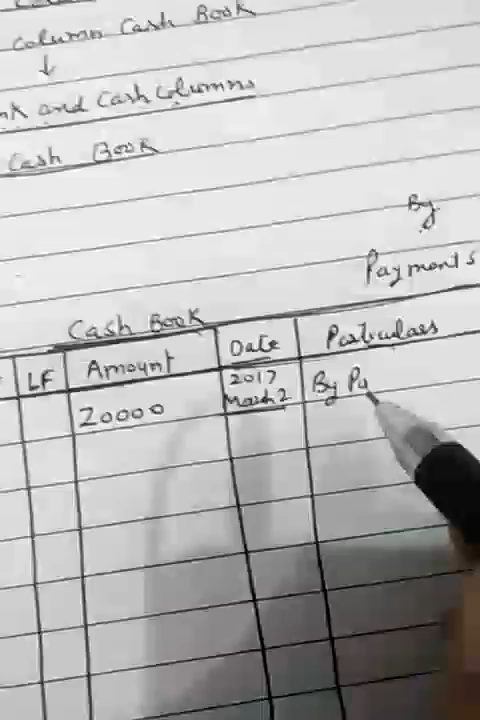 Column Cash Book
and Cash Columns
Cash Book
By
Payments
Cash Book
LF Amount Date Particulars
20000 2017 March 2 By Pu